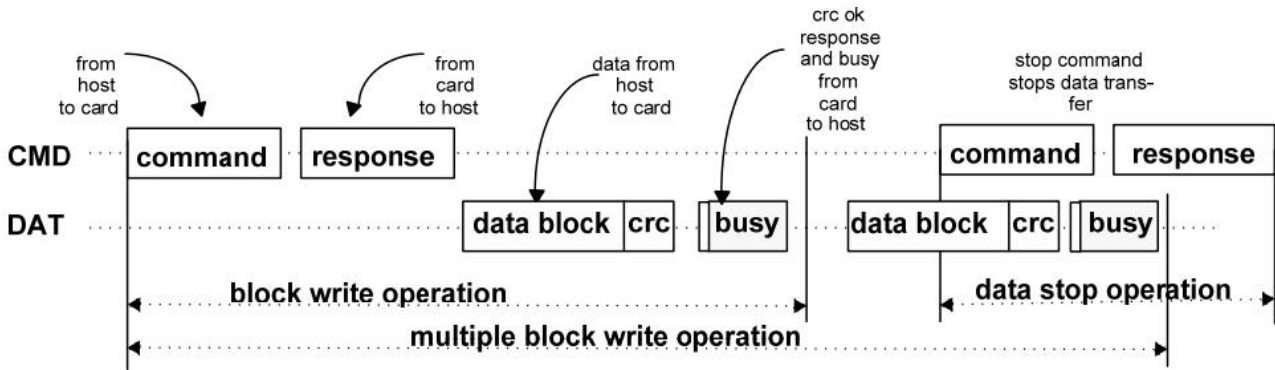 from
host
to card
from
card
to host
data from
host
to card
crc ok
response
and busy
from
card
to host
stop command
stops data trans-
fer
CMD
command
response
command
response
DAT
data block
crc
busy
data block
crc
busy
block write operation
data stop operation
multiple block write operation